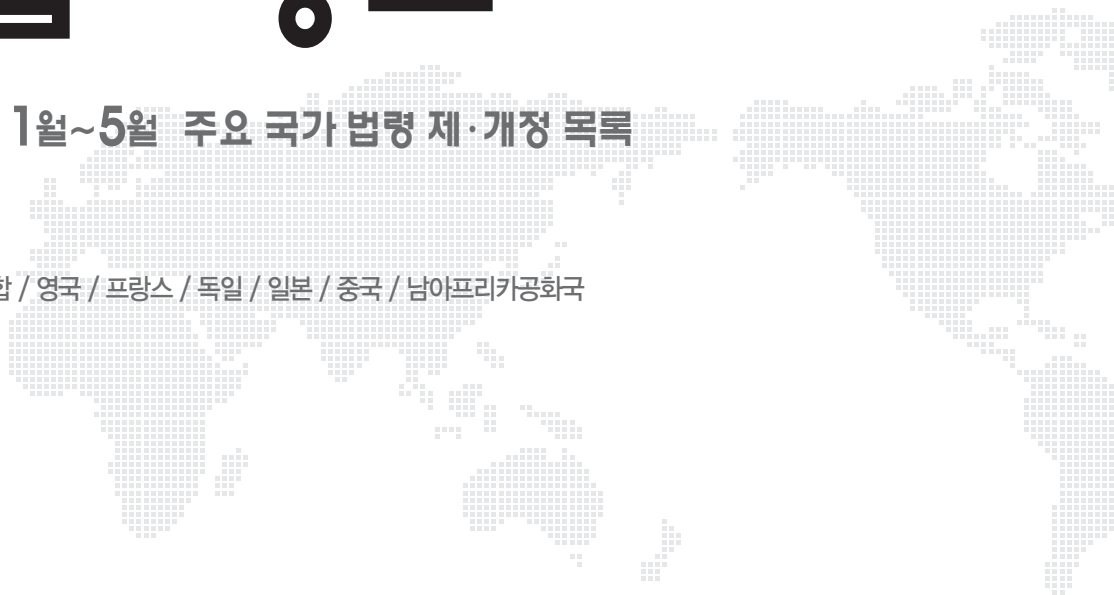 1월~5월 주요 국가 법령 제·개정 목록
/ 영국 / 프랑스 / 독일 / 일본 / 중국 / 남아프리카공화국